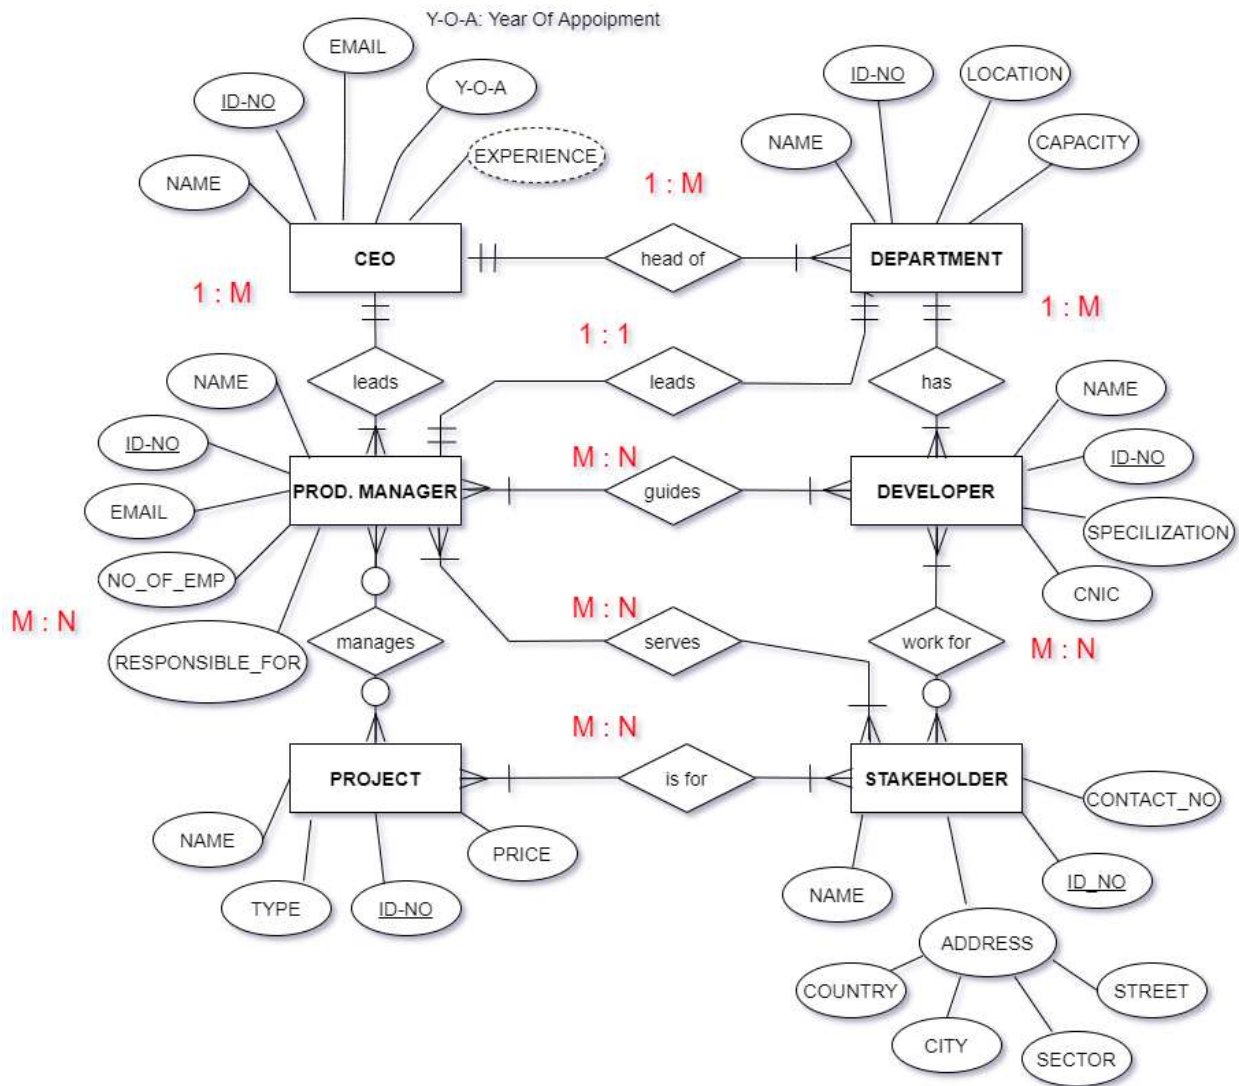 Y-O-A: Year Of Appoipment
EMAIL
ID-NO
Y-O-A
EXPERIENCE
NAME
CEO
ID-NO
LOCATION
NAME
CAPACITY
1 : M
head of
DEPARTMENT
1 : M
1 : M
1 : 1
leads
leads
has
NAME
ID-NO
EMAIL
NO_OF_EMP
RESPONSIBLE_FOR
PROD. MANAGER
M : N
guides
DEVELOPER
NAME
ID-NO
SPECILIZATION
CNIC
M : N
manages
M : N
serves
work for
M : N
M : N
PROJECT
is for
STAKEHOLDER
NAME
TYPE
ID-NO
PRICE
CONTACT_NO
ID_NO
NAME
ADDRESS
COUNTRY
CITY
SECTOR
STREET